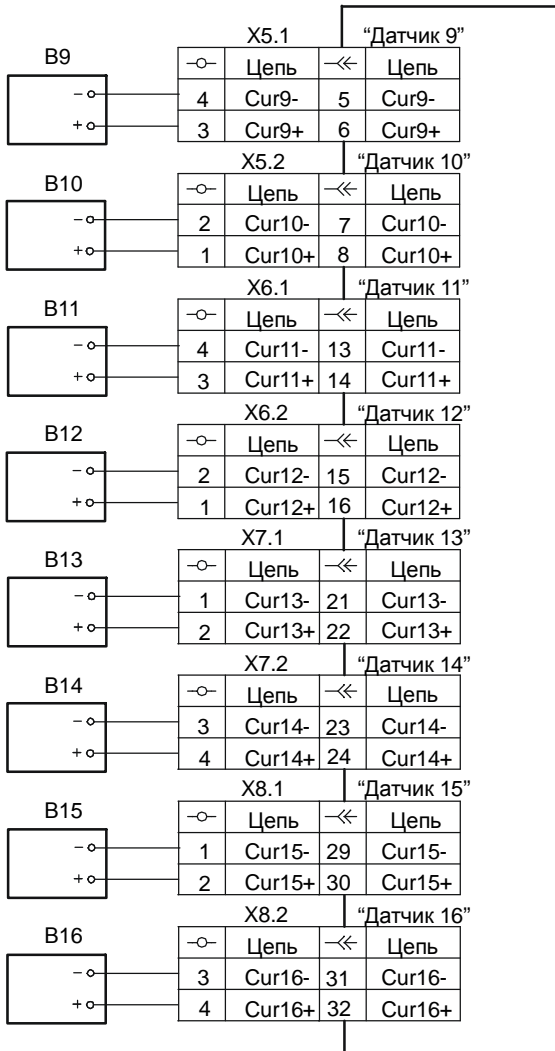 X5.1 “Датчик 9”
B9
Цепь Цепь
- 4 Cur9- 5 Cur9-
+ 3 Cur9+ 6 Cur9+
X5.2 “Датчик 10”
B10
Цепь Цепь
- 2 Cur10- 7 Cur10-
+ 1 Cur10+ 8 Cur10+
X6.1 “Датчик 11”
B11
Цепь Цепь
- 4 Cur11- 13 Cur11-
+ 3 Cur11+ 14 Cur11+
X6.2 “Датчик 12”
B12
Цепь Цепь
- 2 Cur12- 15 Cur12-
+ 1 Cur12+ 16 Cur12+
X7.1 “Датчик 13”
B13
Цепь Цепь
- 1 Cur13- 21 Cur13-
+ 2 Cur13+ 22 Cur13+
X7.2 “Датчик 14”
B14
Цепь Цепь
- 3 Cur14- 23 Cur14-
+ 4 Cur14+ 24 Cur14+
X8.1 “Датчик 15”
B15
Цепь Цепь
- 1 Cur15- 29 Cur15-
+ 2 Cur15+ 30 Cur15+
X8.2 “Датчик 16”
B16
Цепь Цепь
- 3 Cur16- 31 Cur16-
+ 4 Cur16+ 32 Cur16+